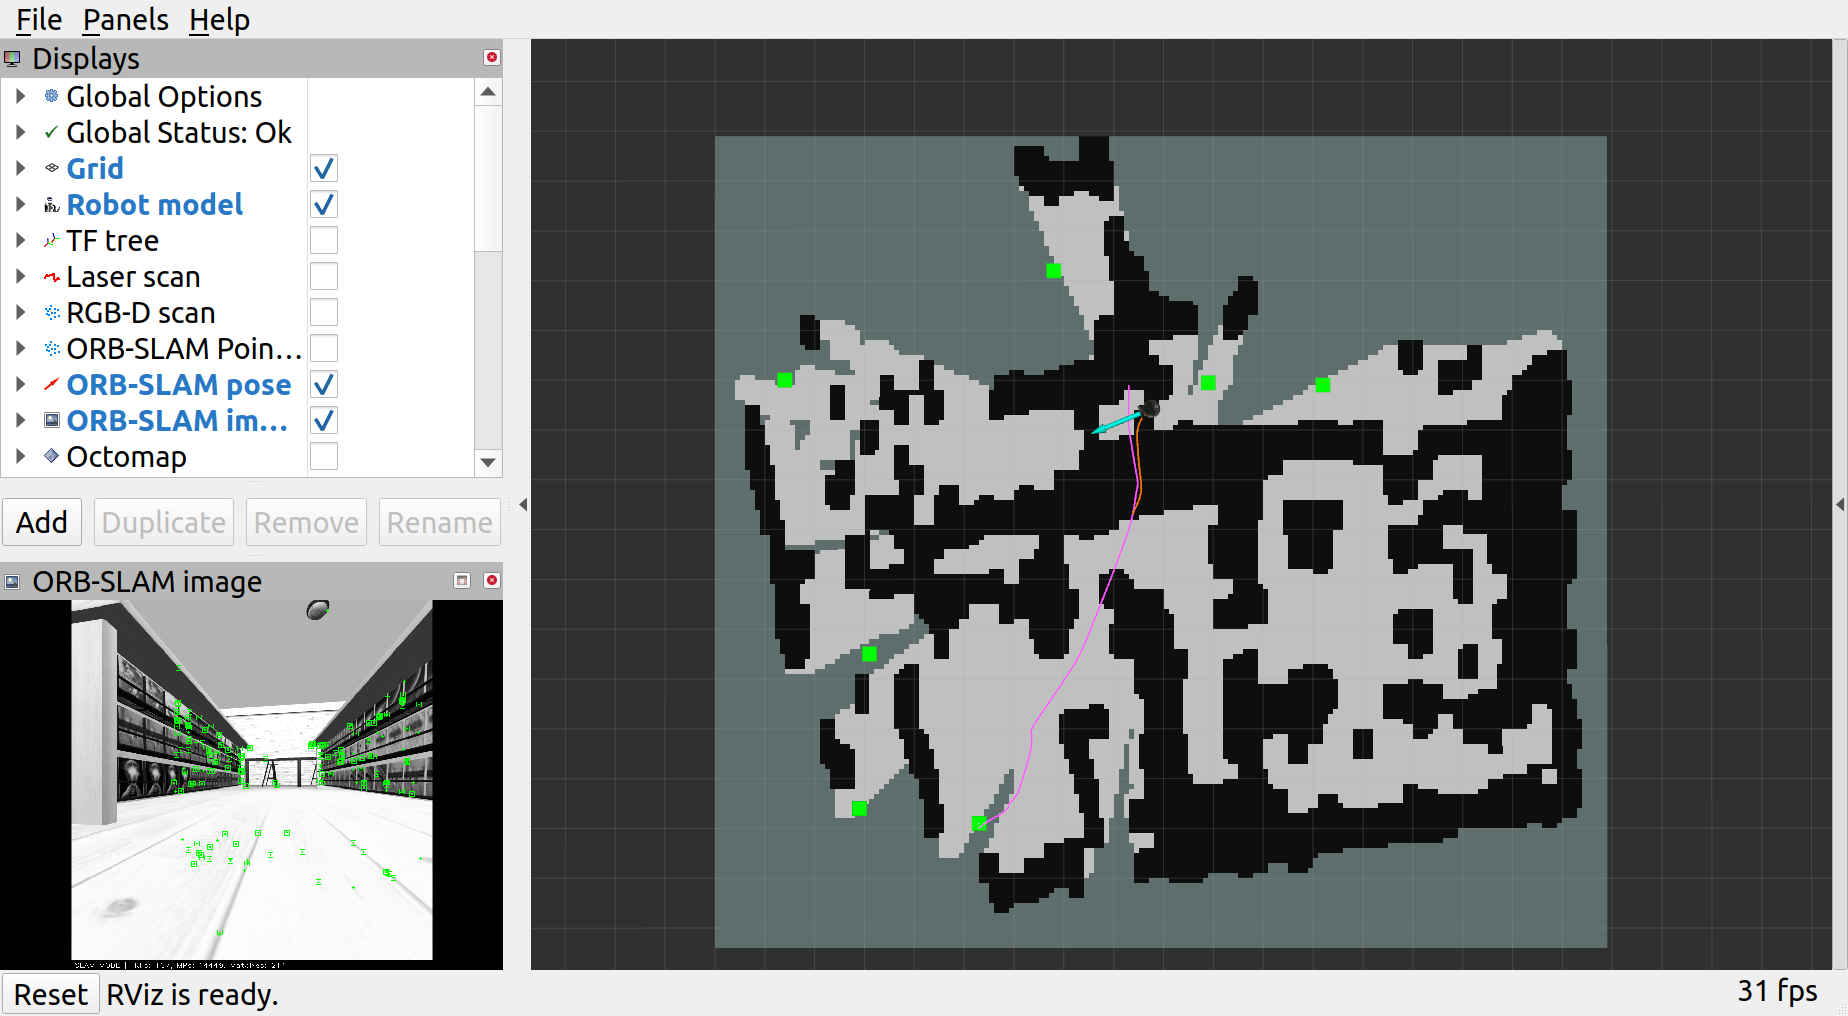 File Panels Help
Displays
Global Options
Global Status: Ok
Grid
Robot model
TF tree
Laser scan
RGB-D scan
ORB-SLAM Poin...
ORB-SLAM pose
ORB-SLAM im...
Octomap
Add Duplicate Remove Rename
ORB-SLAM image
SLAM MODE |
Reset RViz is ready.
31 fps